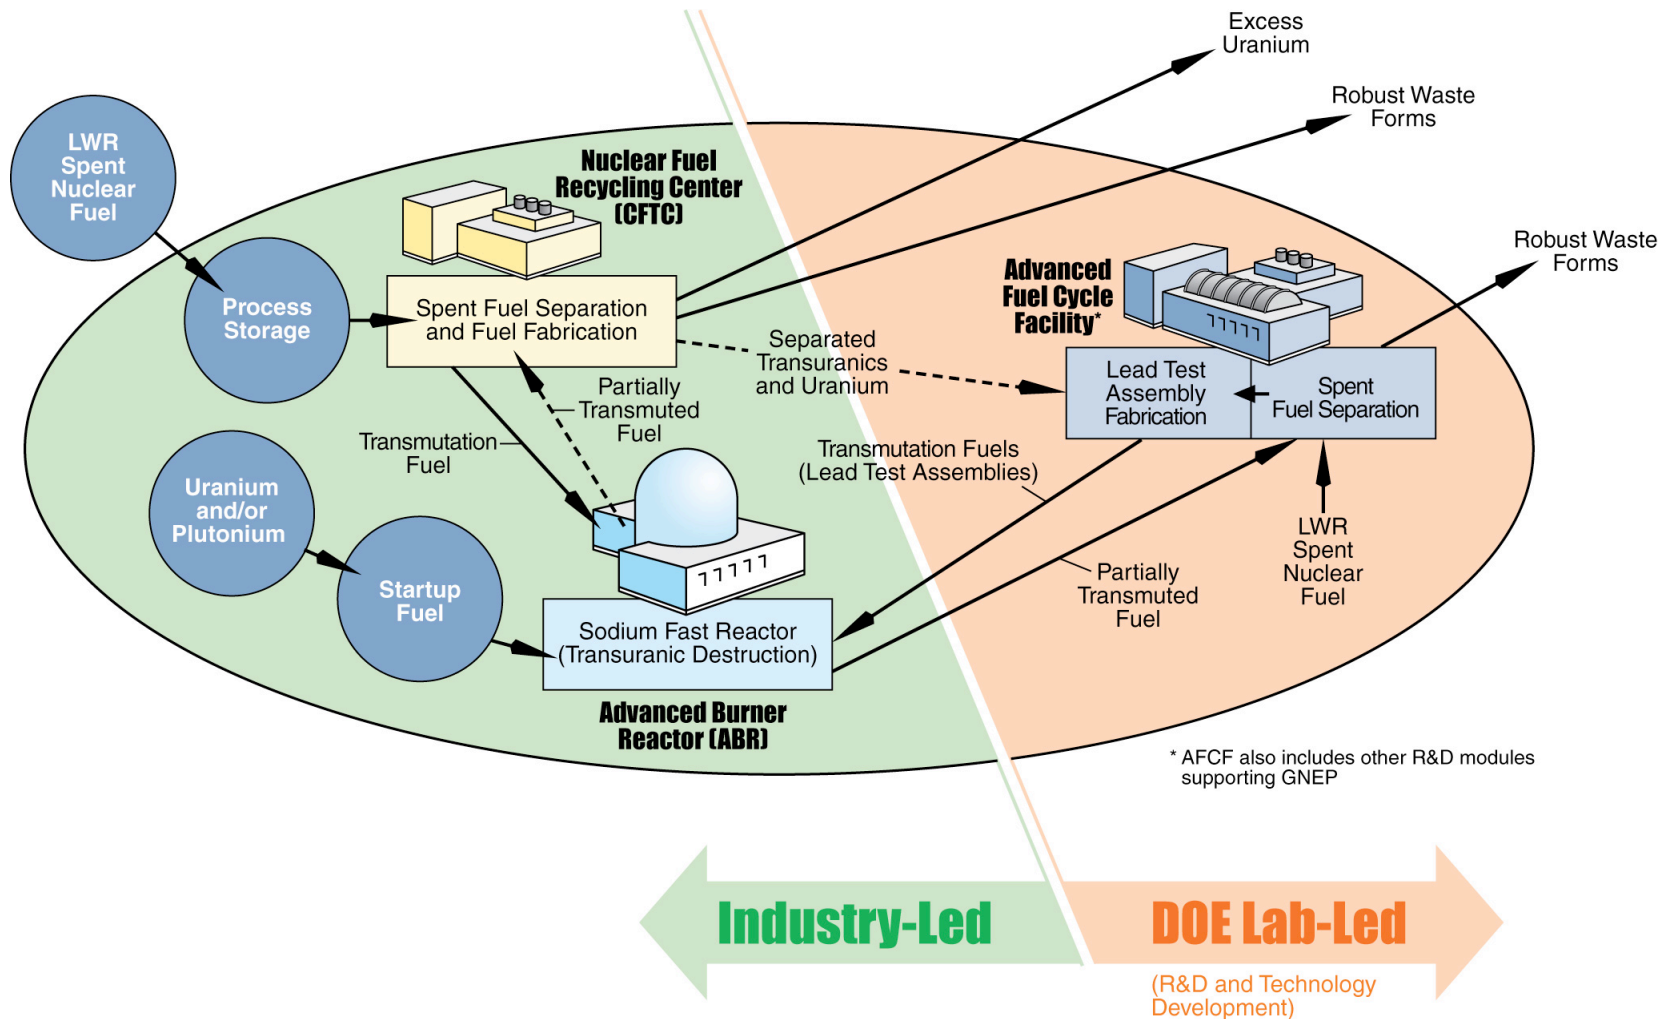 Excess
Uranium
Robust Waste
Forms
LWR
Spent
Nuclear
Fuel
Nuclear Fuel
Recycling Center
(CFTC)
Robust Waste
Forms
Process
Storage
Spent Fuel Separation
and Fuel Fabrication
Advanced
Fuel Cycle
Facility*
Separated
Transuranics
and Uranium
Lead Test
Assembly
Fabrication
Spent
Fuel Separation
Partially
Transmuted
Fuel
Transmutation
Fuel
Transmutation Fuels
(Lead Test Assemblies)
Uranium
and/or
Plutonium
LWR
Spent
Nuclear
Fuel
Startup
Fuel
Partially
Transmuted
Fuel
Sodium Fast Reactor
(Transuranic Destruction)
Advanced Burner
Reactor (ABR)
* AFCF also includes other R&D modules
supporting GNEP
Industry-Led
DOE Lab-Led
(R&D and Technology
Development)